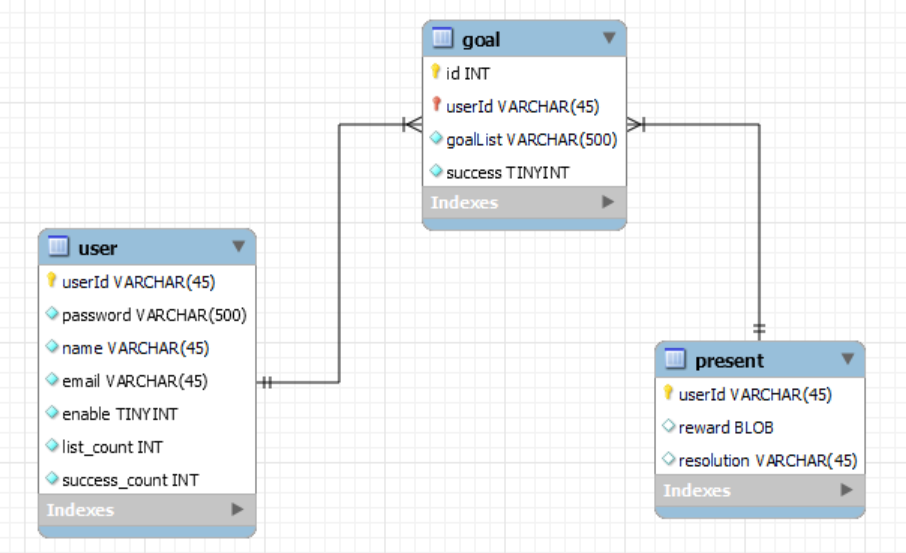 goal
id INT
userId VARCHAR(45)
goalList VARCHAR(500)
success TINYINT
Indexes
user
userId VARCHAR(45)
password VARCHAR(500)
name VARCHAR(45)
email VARCHAR(45)
enable TINYINT
list_count INT
success_count INT
Indexes
present
userId VARCHAR(45)
reward BLOB
resolution VARCHAR(45)
Indexes